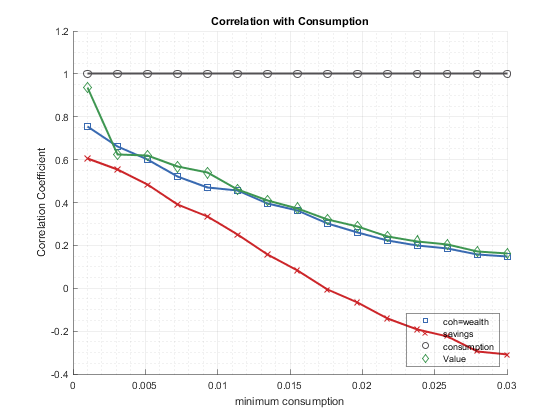 Correlation with Consumption
1.2
1
0.8
0.6
0.4
0.2
0
-0.2
-0.4
Correlation Coefficient
coh=wealth
savings
consumption
Value
0 0.005 0.01 0.015 0.02 0.025 0.03
minimum consumption